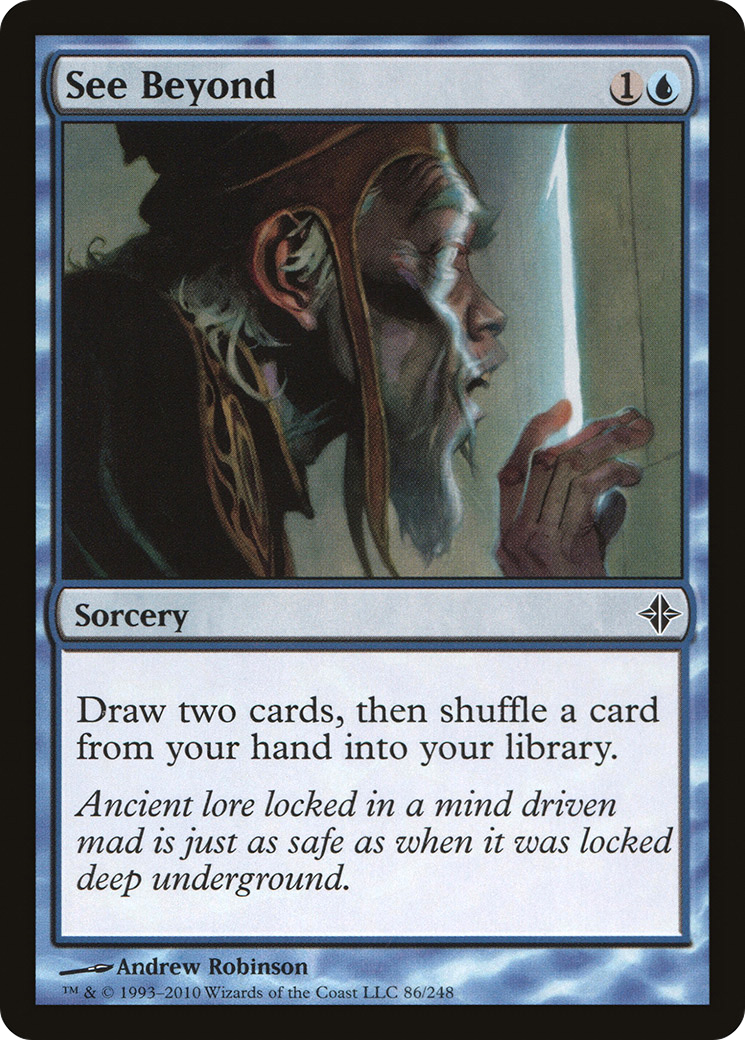 See Beyond 1
Sorcery
Draw two cards, then shuffle a card
from your hand into your library.
Ancient lore locked in a mind driven
mad is just as safe as when it was locked
deep underground.
Andrew Robinson
™ & © 1993–2010 Wizards of the Coast LLC 86/248